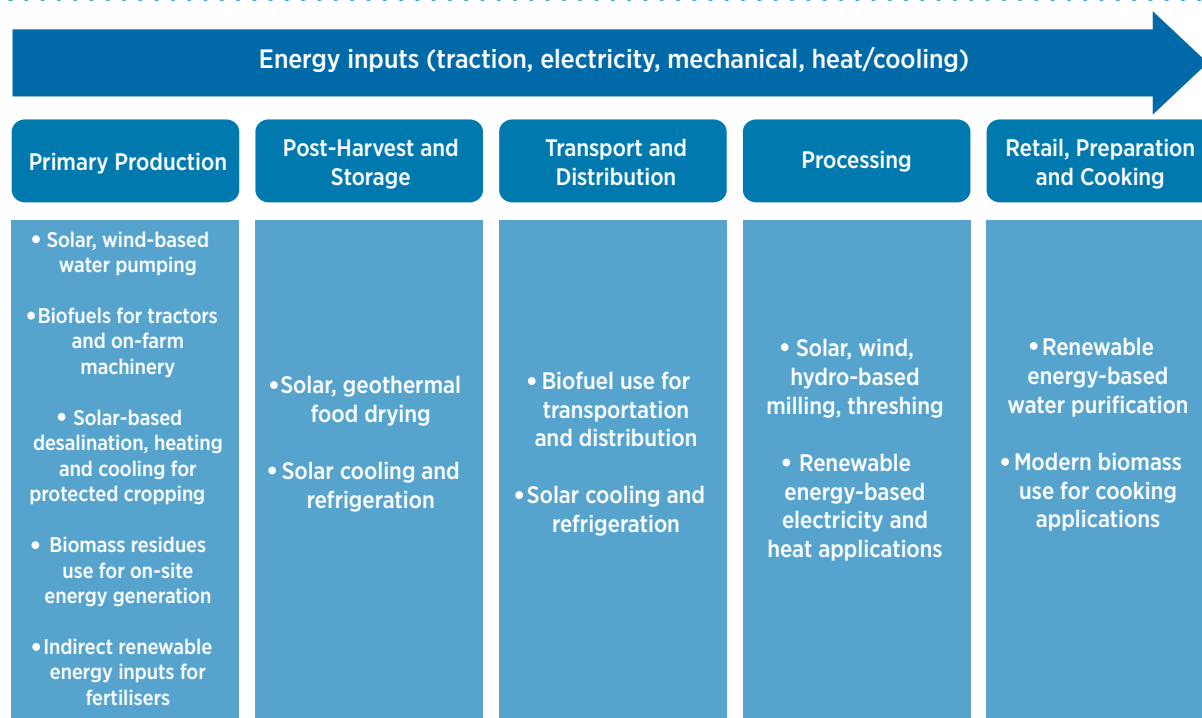 Energy inputs (traction, electricity, mechanical, heat/cooling)
Primary Production
Post-Harvest and
Storage
Transport and
Distribution
Processing
Retail, Preparation
and Cooking
• Solar, wind-based
water pumping
• Biofuels for tractors
and on-farm
machinery
• Solar-based
desalination, heating
and cooling for
protected cropping
• Biomass residues
use for on-site
energy generation
• Indirect renewable
energy inputs for
fertilisers
• Solar, geothermal
food drying
• Solar cooling and
refrigeration
• Biofuel use for
transportation
and distribution
• Solar cooling and
refrigeration
• Solar, wind,
hydro-based
milling, threshing
• Renewable
energy-based
electricity and
heat applications
• Renewable
energy-based
water purification
• Modern biomass
use for cooking
applications